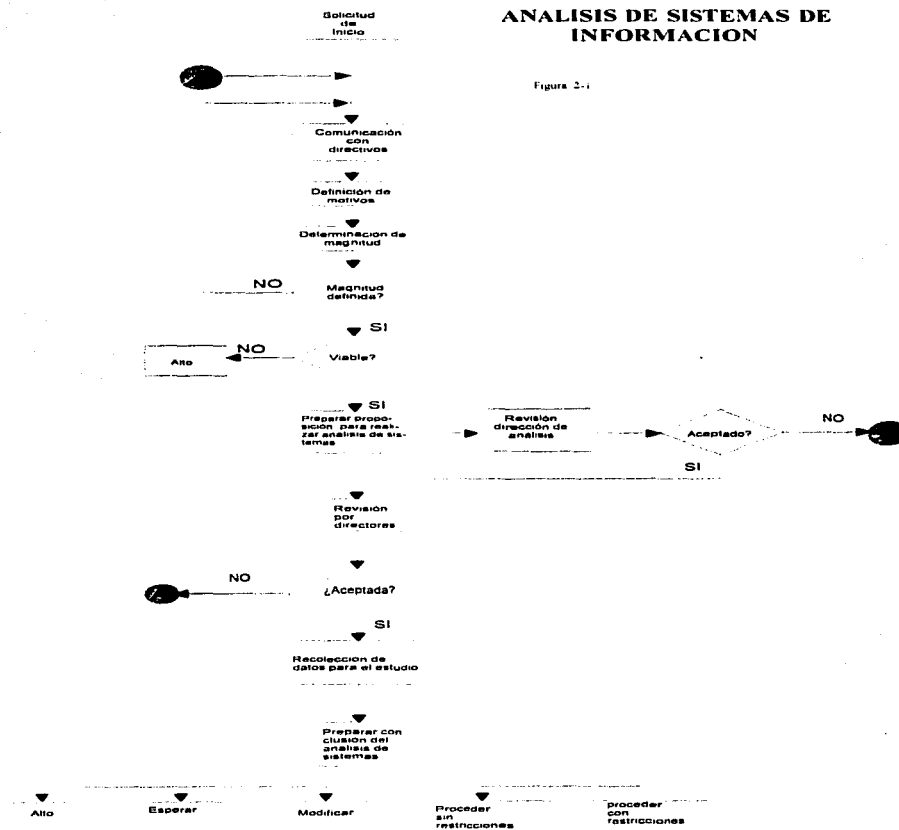 ANALISIS DE SISTEMAS DE
INFORMACION
Figura 2-1
Solicitud
de
Inicio
Comunicación
con
directivos
Definición de
motivos
Determinación de
magnitud
NO
Magnitud
definida?
SI
NO
Alto
Viable?
SI
Preparar propo-
sición para reali-
zar análisis de sis-
temas
Revisión
dirección de
análisis
Aceptado?
NO
SI
Revisión
por
directores
NO
¿Aceptada?
SI
Recolección de
datos para el estudio
Preparar con
clusión del
analisis de
sistemas
Alto
Esperar
Modificar
Proceder
sin
restricciones
proceder
con
restricciones